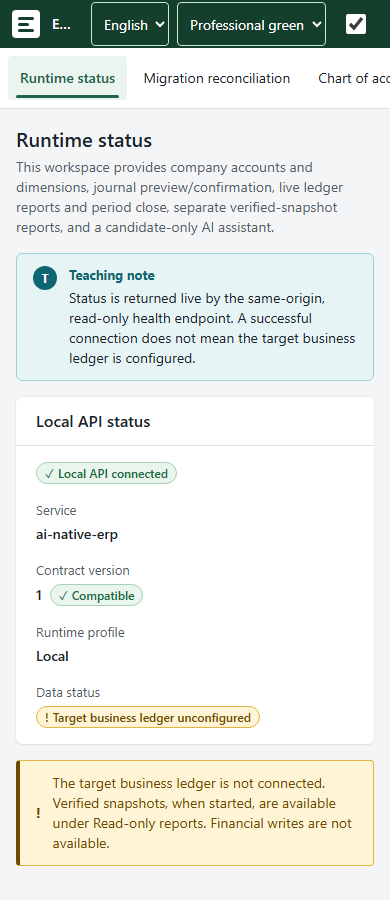 E...
English
Professional green
Runtime status
Migration reconciliation
Chart of acc
Runtime status
This workspace provides company accounts and
dimensions, journal preview/confirmation, live ledger
reports and period close, separate verified-snapshot
reports, and a candidate-only AI assistant.
T
Teaching note
Status is returned live by the same-origin,
read-only health endpoint. A successful
connection does not mean the target business
ledger is configured.
Local API status
✓ Local API connected
Service
ai-native-erp
Contract version
1 ✓ Compatible
Runtime profile
Local
Data status
! Target business ledger unconfigured
The target business ledger is not connected.
Verified snapshots, when started, are available
! under Read-only reports. Financial writes are not
available.